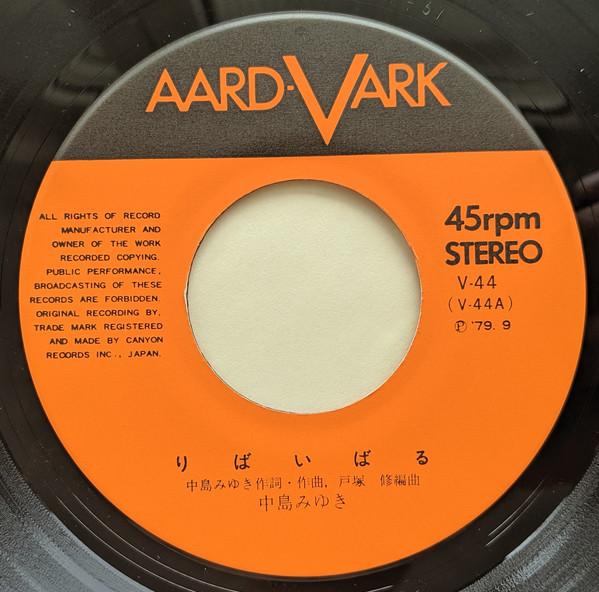 AARD-VARK
ALL RIGHTS OF RECORD
MANUFACTURER AND
OWNER OF THE WORK
RECORDED COPYING.
PUBLIC PERFORMANCE,
BROADCASTING OF THESE
RECORDS ARE FORBIDDEN.
ORIGINAL RECORDING BY,
TRADE MARK REGISTERED
AND MADE BY CANYON
RECORDS INC., JAPAN.
45rpm
STEREO
V-44
(V-44A)
Ⓟ '79. 9
りばいばる
中島みゆき作詞・作曲, 戸塚 修編曲
中島みゆき